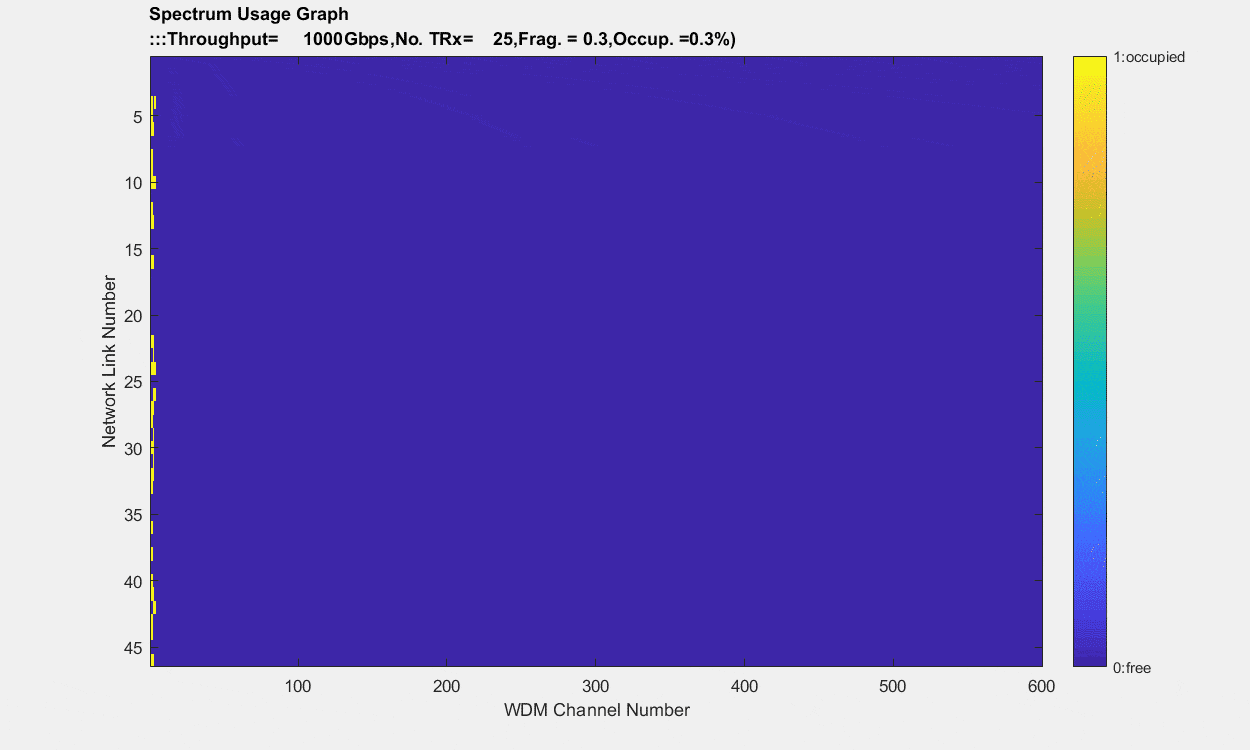 Spectrum Usage Graph
:::Throughput= 1000Gbps,No. TRx= 25,Frag. = 0.3,Occup. =0.3%)
1:occupied
5
10
15
20
25
30
35
40
45
Network Link Number
0:free
100 200 300 400 500 600
WDM Channel Number